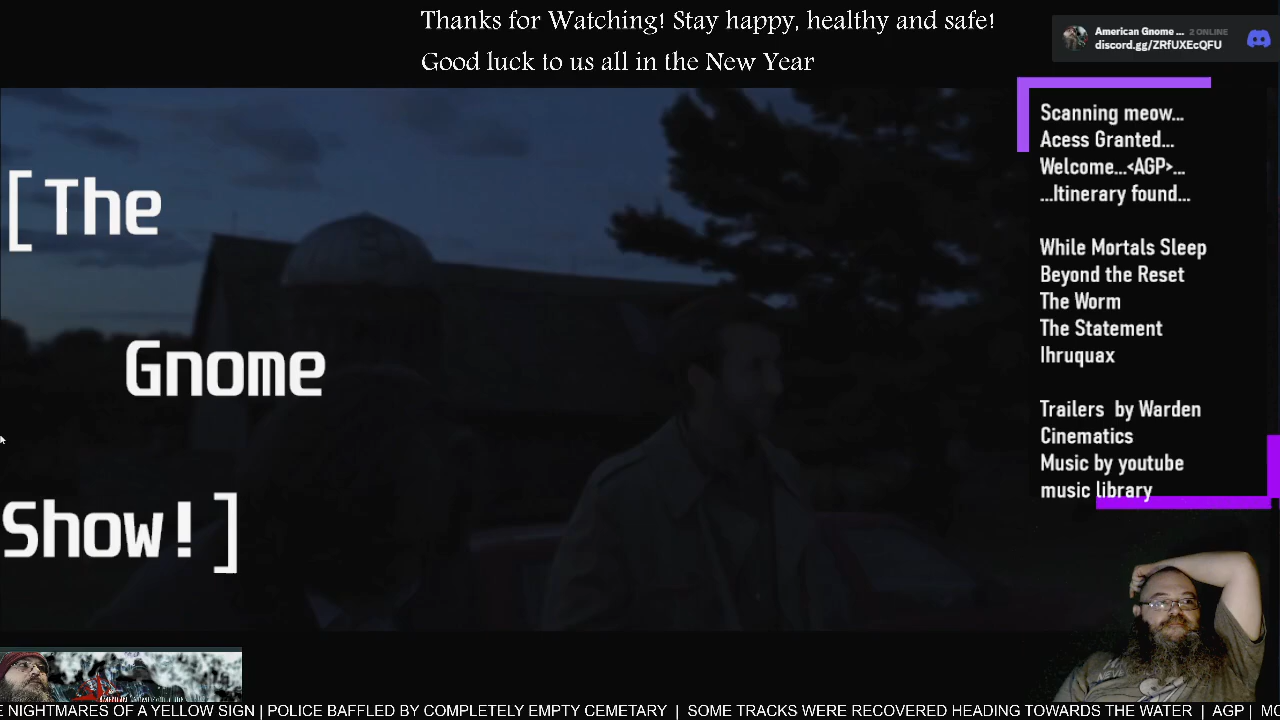 Thanks for Watching! Stay happy, healthy and safe!
Good luck to us all in the New Year
American Gnome ... 2 ONLINE
discord.gg/ZRfUXEcQFU
[The
Gnome
Show!]
Scanning meow...
Acess Granted...
Welcome...<AGP>...
...Itinerary found...
While Mortals Sleep
Beyond the Reset
The Worm
The Statement
Ihruquax
Trailers by Warden
Cinematics
Music by youtube
music library
E NIGHTMARES OF A YELLOW SIGN | POLICE BAFFLED BY COMPLETELY EMPTY CEMETARY | SOME TRACKS WERE RECOVERED HEADING TOWARDS THE WATER | AGP | MO